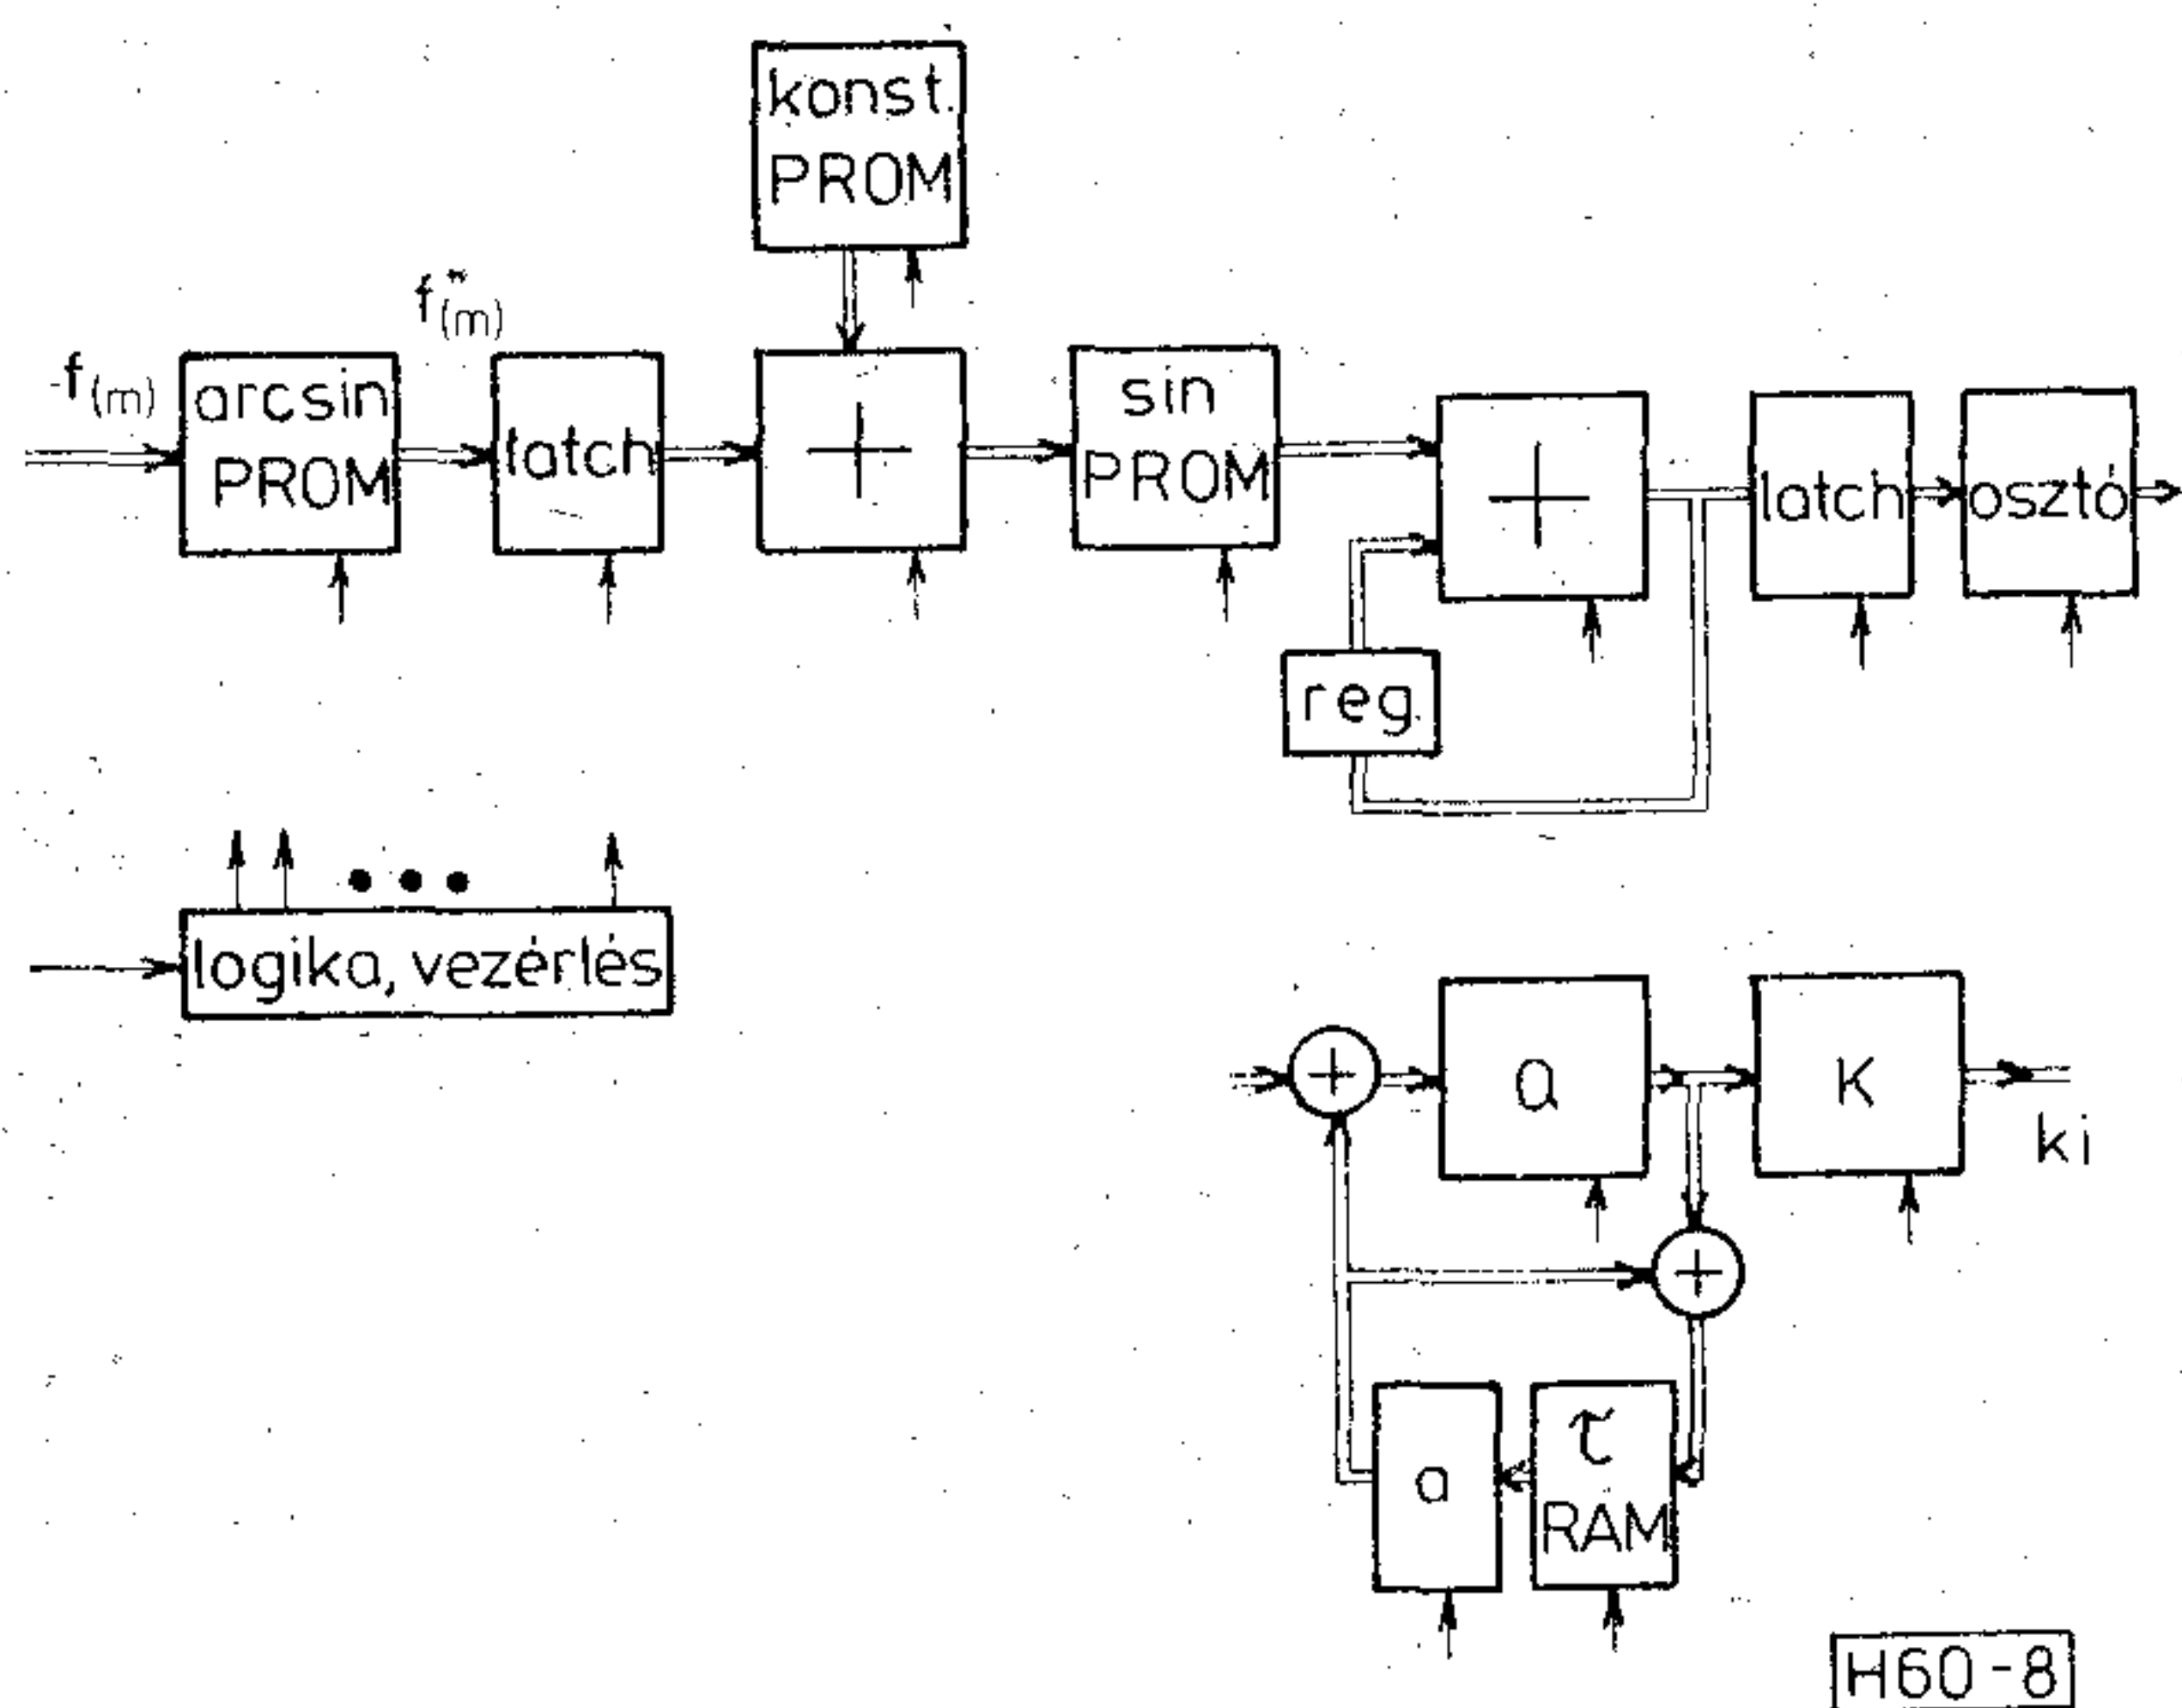 konst.
PROM
f*(m)
f(m)
arcsin
PROM
latch
+
sin
PROM
+
latch
osztó
reg.
logika, vezérlés
+
a
K
ki
+
a
τ
RAM
H60-8